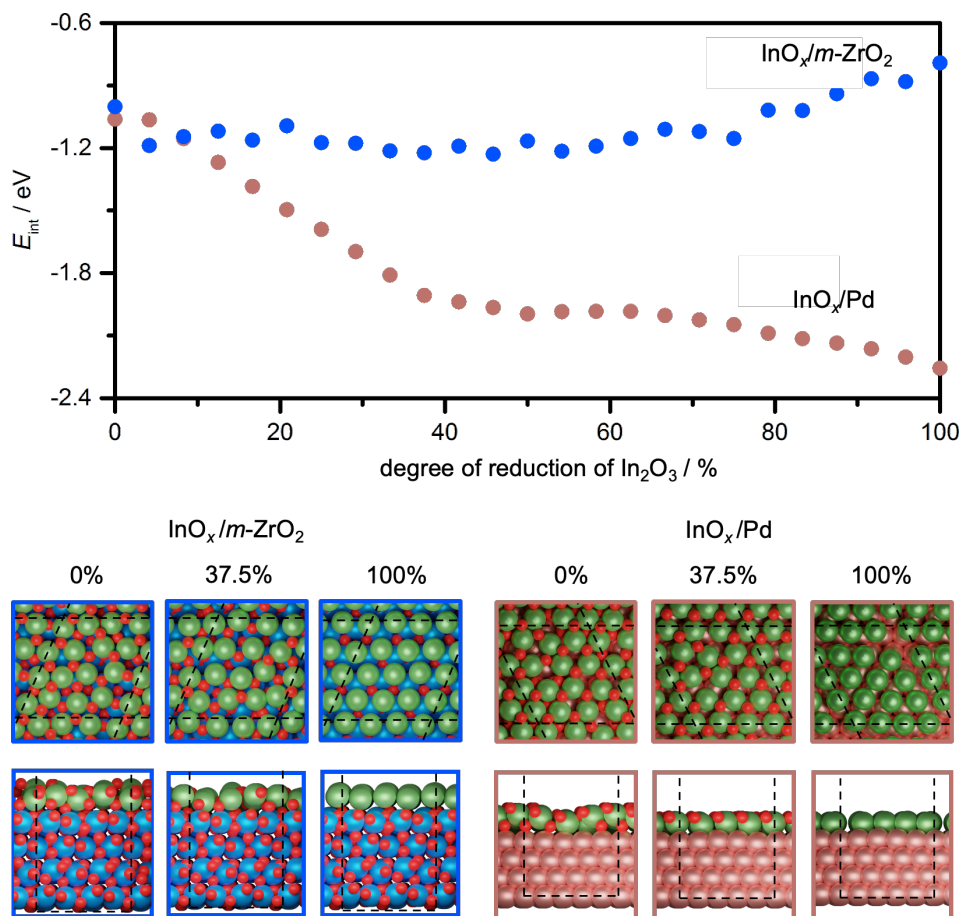 -0.6
InOₓ/m-ZrO₂
-1.2
E_int / eV
-1.8
InOₓ/Pd
-2.4
0 20 40 60 80 100
degree of reduction of In₂O₃ / %
InOₓ/m-ZrO₂ InOₓ/Pd
0% 37.5% 100% 0% 37.5% 100%